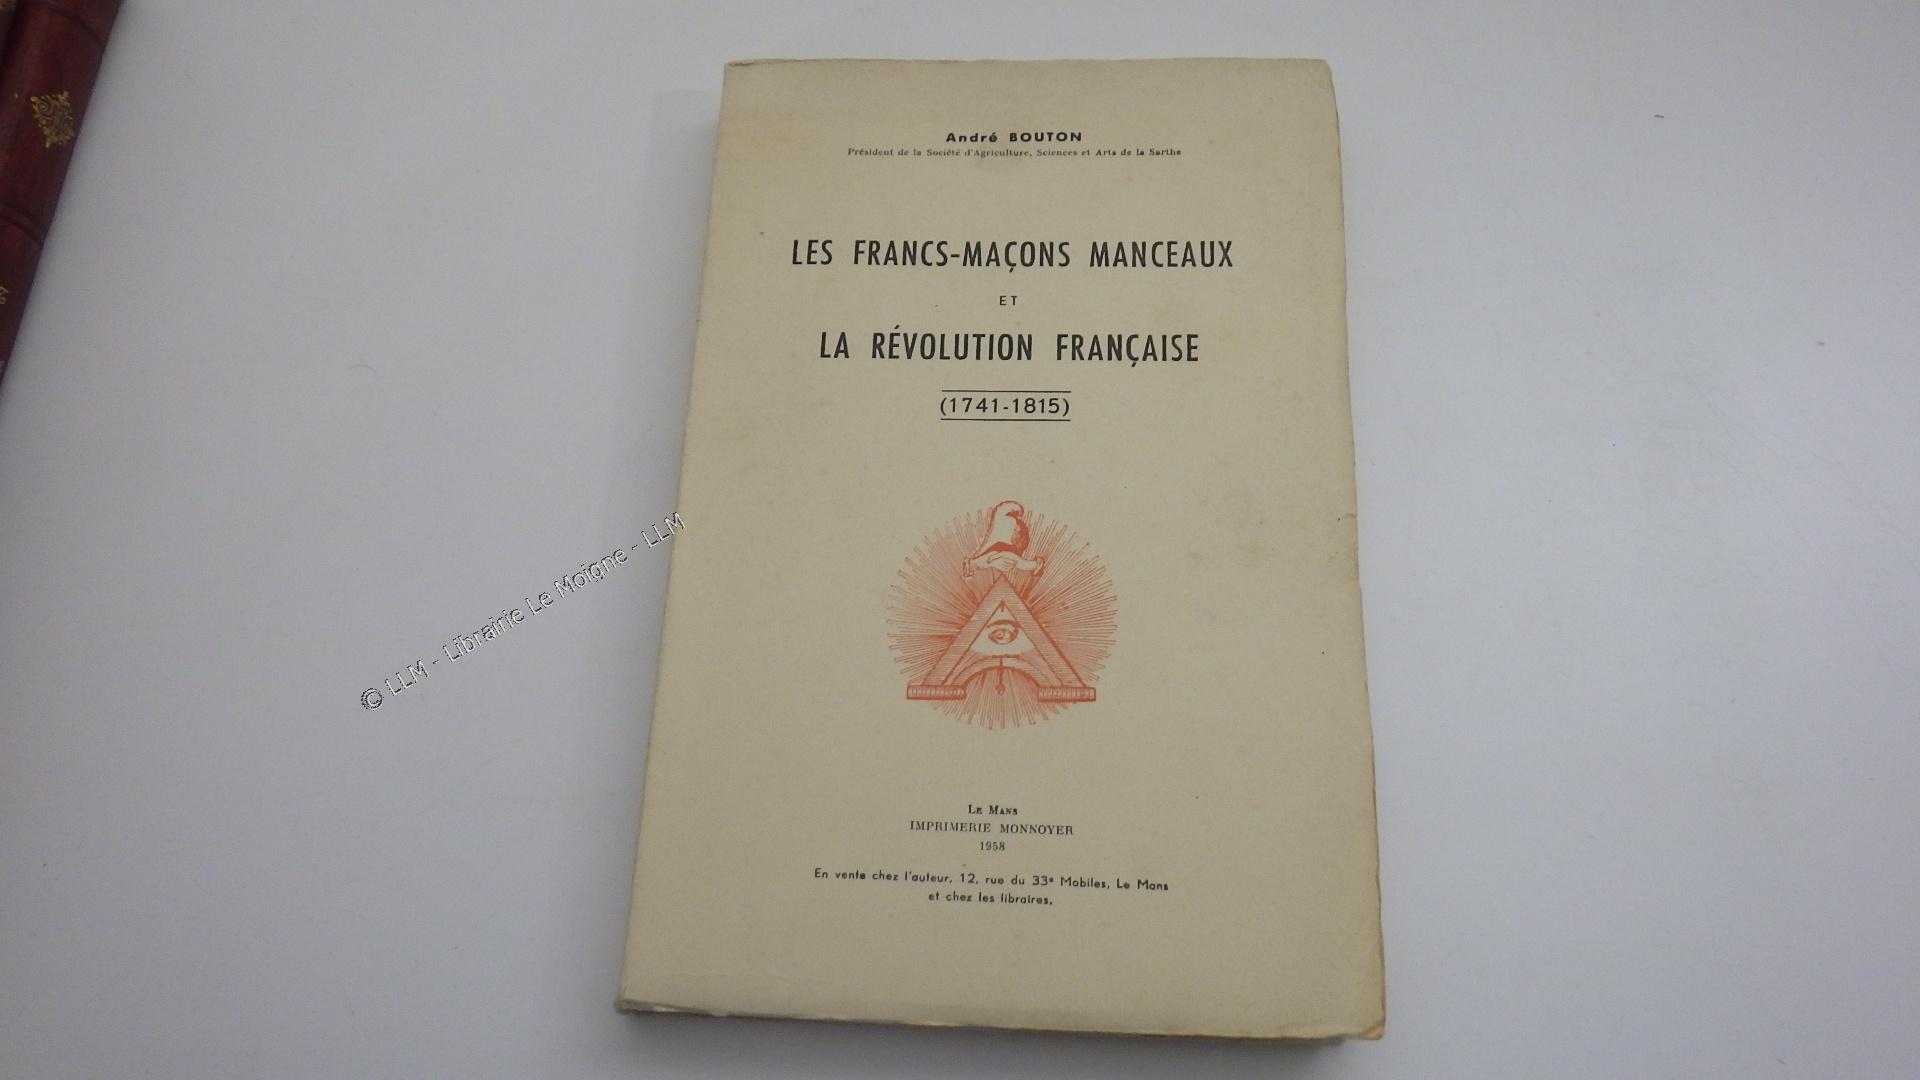 André BOUTON
Président de la Société d'Agriculture, Sciences et Arts de la Sarthe
LES FRANCS-MAÇONS MANCEAUX
ET
LA RÉVOLUTION FRANÇAISE
(1741-1815)
© LLM - Librairie Le Moigne - LLM
LE MANS
IMPRIMERIE MONNOYER
1958
En vente chez l'auteur, 12, rue du 33e Mobiles, Le Mans
et chez les libraires.